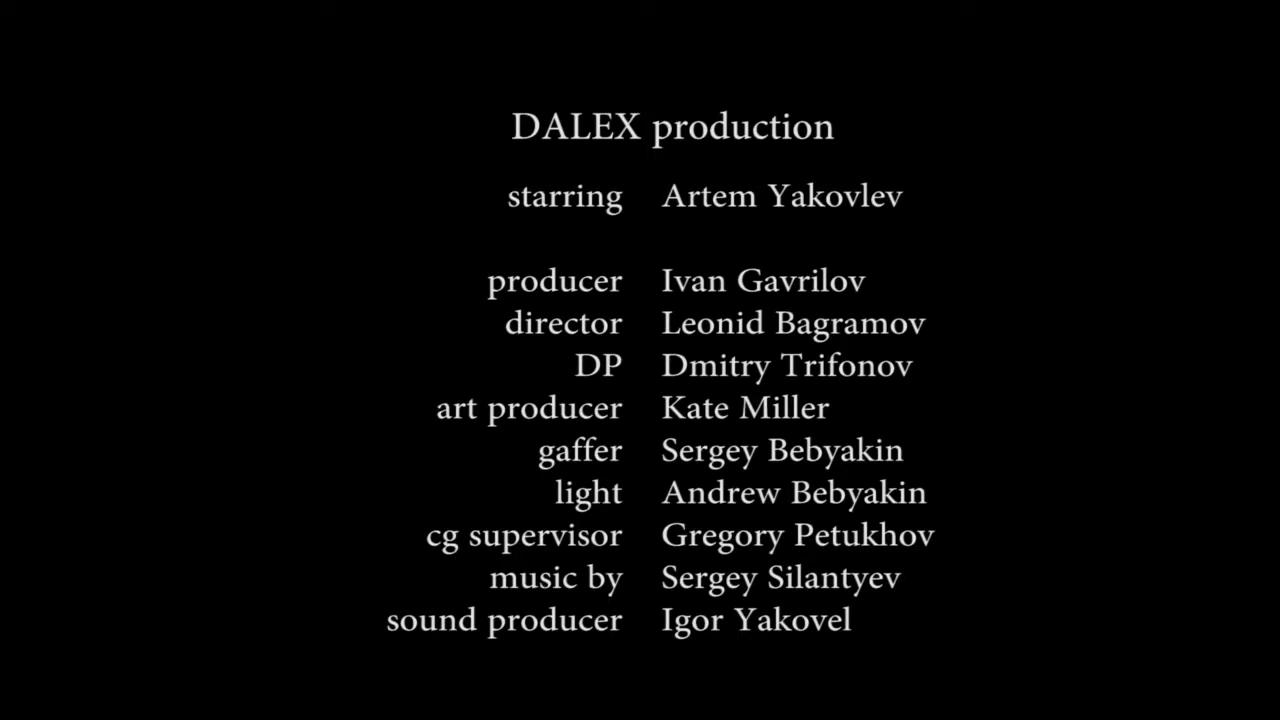 DALEX production
starring Artem Yakovlev
producer Ivan Gavrilov
director Leonid Bagramov
DP Dmitry Trifonov
art producer Kate Miller
gaffer Sergey Bebyakin
light Andrew Bebyakin
cg supervisor Gregory Petukhov
music by Sergey Silantyev
sound producer Igor Yakovel